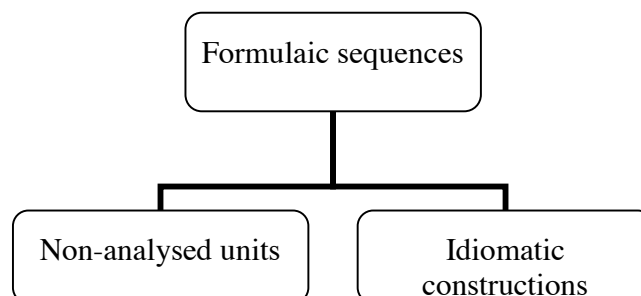 Formulaic sequences
Non-analysed units
Idiomatic
constructions